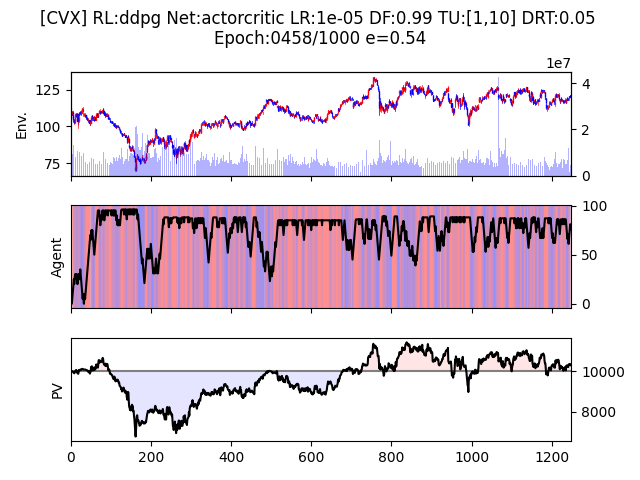 [CVX] RL:ddpg Net:actorcritic LR:1e-05 DF:0.99 TU:[1,10] DRT:0.05
Epoch:0458/1000 e=0.54
1e7
Env.
125
100
75
4
2
0
Agent
100
50
0
PV
10000
8000
0 200 400 600 800 1000 1200